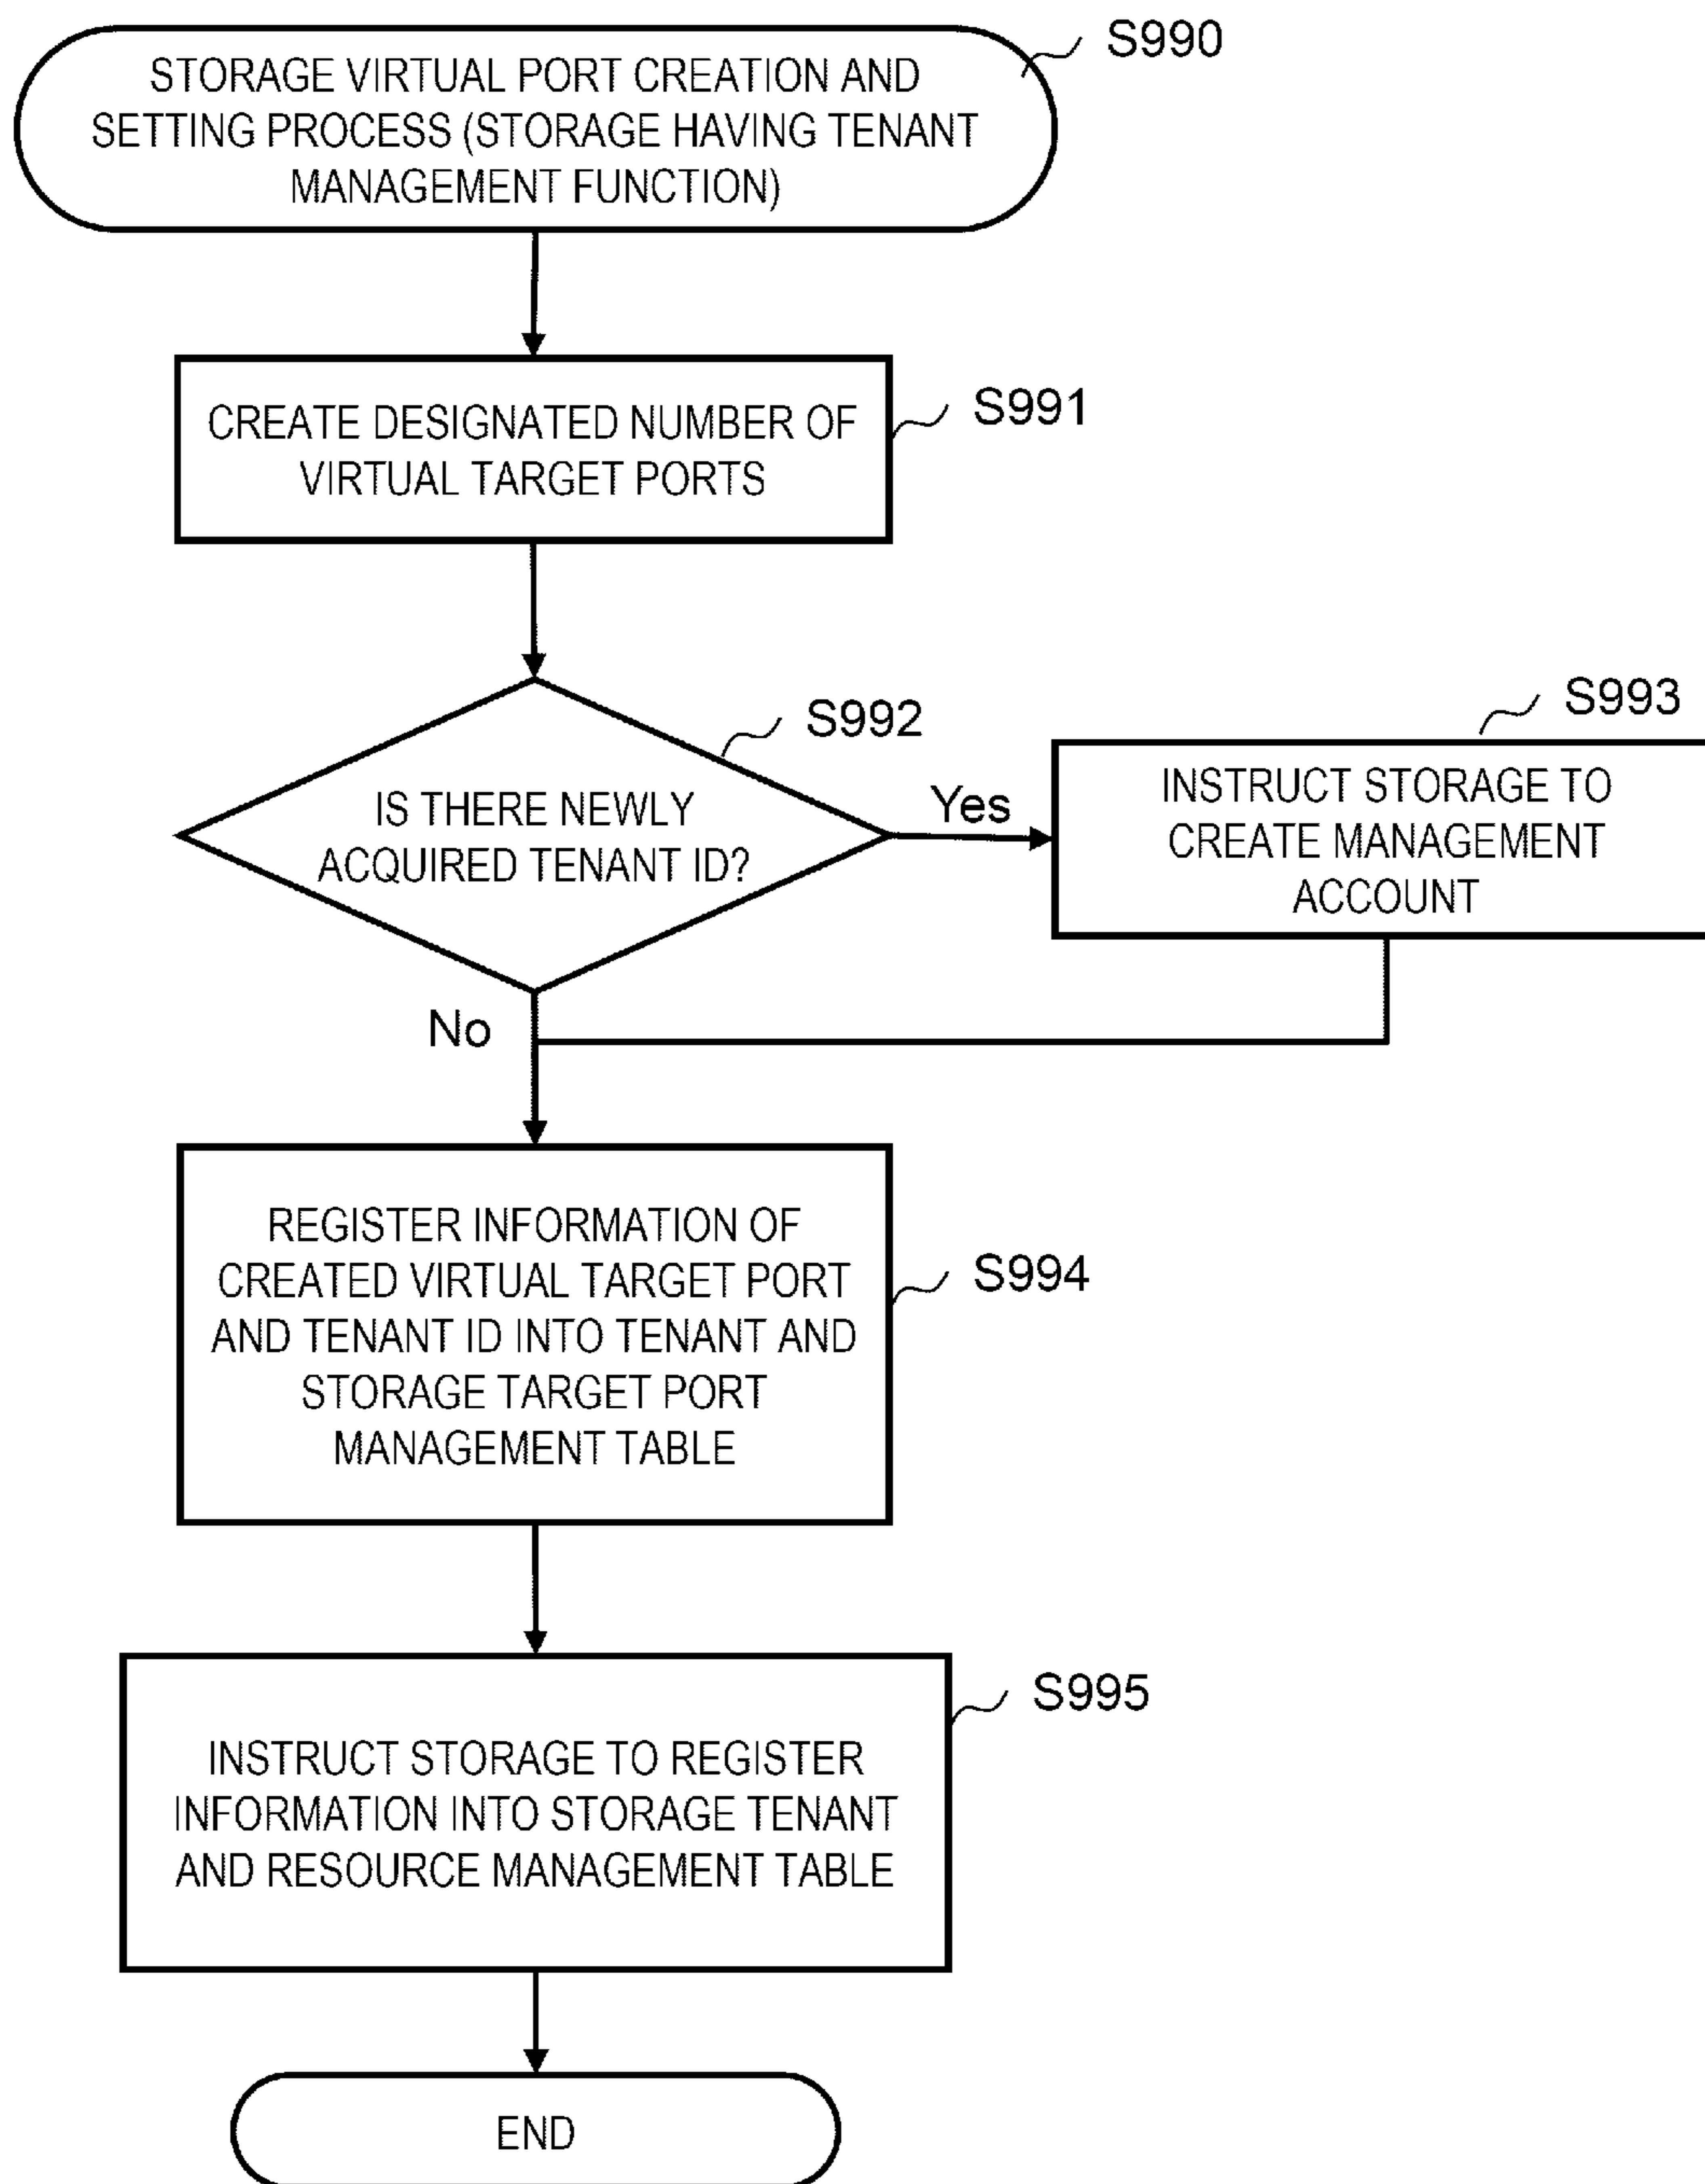 S990
STORAGE VIRTUAL PORT CREATION AND
SETTING PROCESS (STORAGE HAVING TENANT
MANAGEMENT FUNCTION)
S991
CREATE DESIGNATED NUMBER OF
VIRTUAL TARGET PORTS
S992
IS THERE NEWLY
ACQUIRED TENANT ID?
Yes
S993
INSTRUCT STORAGE TO
CREATE MANAGEMENT
ACCOUNT
No
S994
REGISTER INFORMATION OF
CREATED VIRTUAL TARGET PORT
AND TENANT ID INTO TENANT AND
STORAGE TARGET PORT
MANAGEMENT TABLE
S995
INSTRUCT STORAGE TO REGISTER
INFORMATION INTO STORAGE TENANT
AND RESOURCE MANAGEMENT TABLE
END